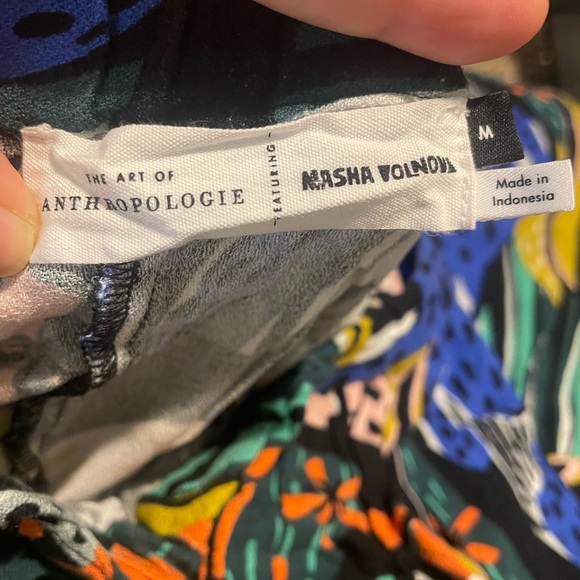 THE ART OF
ANTHROPOLOGIE
FEATURING
MASHA VOLNOVA
M
Made in
Indonesia